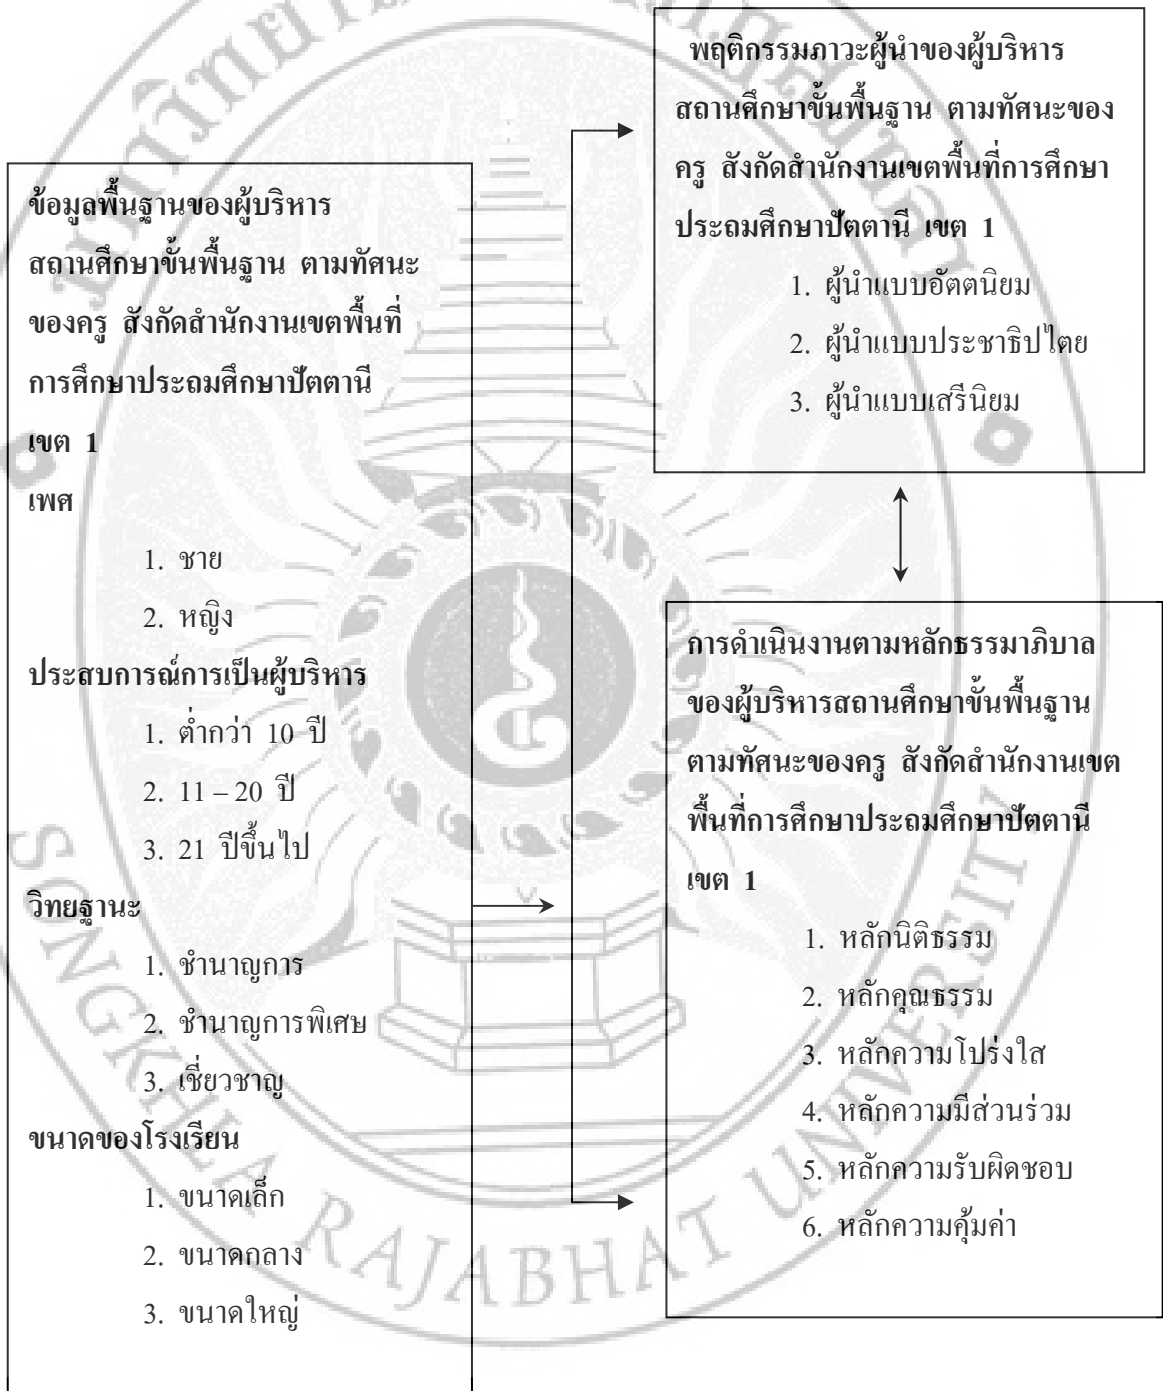 ข้อมูลพื้นฐานของผู้บริหาร
สถานศึกษาขั้นพื้นฐาน ตามทัศนะ
ของครู สังกัดสำนักงานเขตพื้นที่
การศึกษาประถมศึกษาปัตตานี
เขต 1
เพศ
1. ชาย
2. หญิง
ประสบการณ์การเป็นผู้บริหาร
1. ต่ำกว่า 10 ปี
2. 11 – 20 ปี
3. 21 ปีขึ้นไป
วิทยฐานะ
1. ชำนาญการ
2. ชำนาญการพิเศษ
3. เชี่ยวชาญ
ขนาดของโรงเรียน
1. ขนาดเล็ก
2. ขนาดกลาง
3. ขนาดใหญ่
พฤติกรรมภาวะผู้นำของผู้บริหาร
สถานศึกษาขั้นพื้นฐาน ตามทัศนะของ
ครู สังกัดสำนักงานเขตพื้นที่การศึกษา
ประถมศึกษาปัตตานี เขต 1
1. ผู้นำแบบอัตตนิยม
2. ผู้นำแบบประชาธิปไตย
3. ผู้นำแบบเสรีนิยม
การดำเนินงานตามหลักธรรมาภิบาล
ของผู้บริหารสถานศึกษาขั้นพื้นฐาน
ตามทัศนะของครู สังกัดสำนักงานเขต
พื้นที่การศึกษาประถมศึกษาปัตตานี
เขต 1
1. หลักนิติธรรม
2. หลักคุณธรรม
3. หลักความโปร่งใส
4. หลักความมีส่วนร่วม
5. หลักความรับผิดชอบ
6. หลักความคุ้มค่า
SONGKHLA RAJABHAT UNIVERSITY